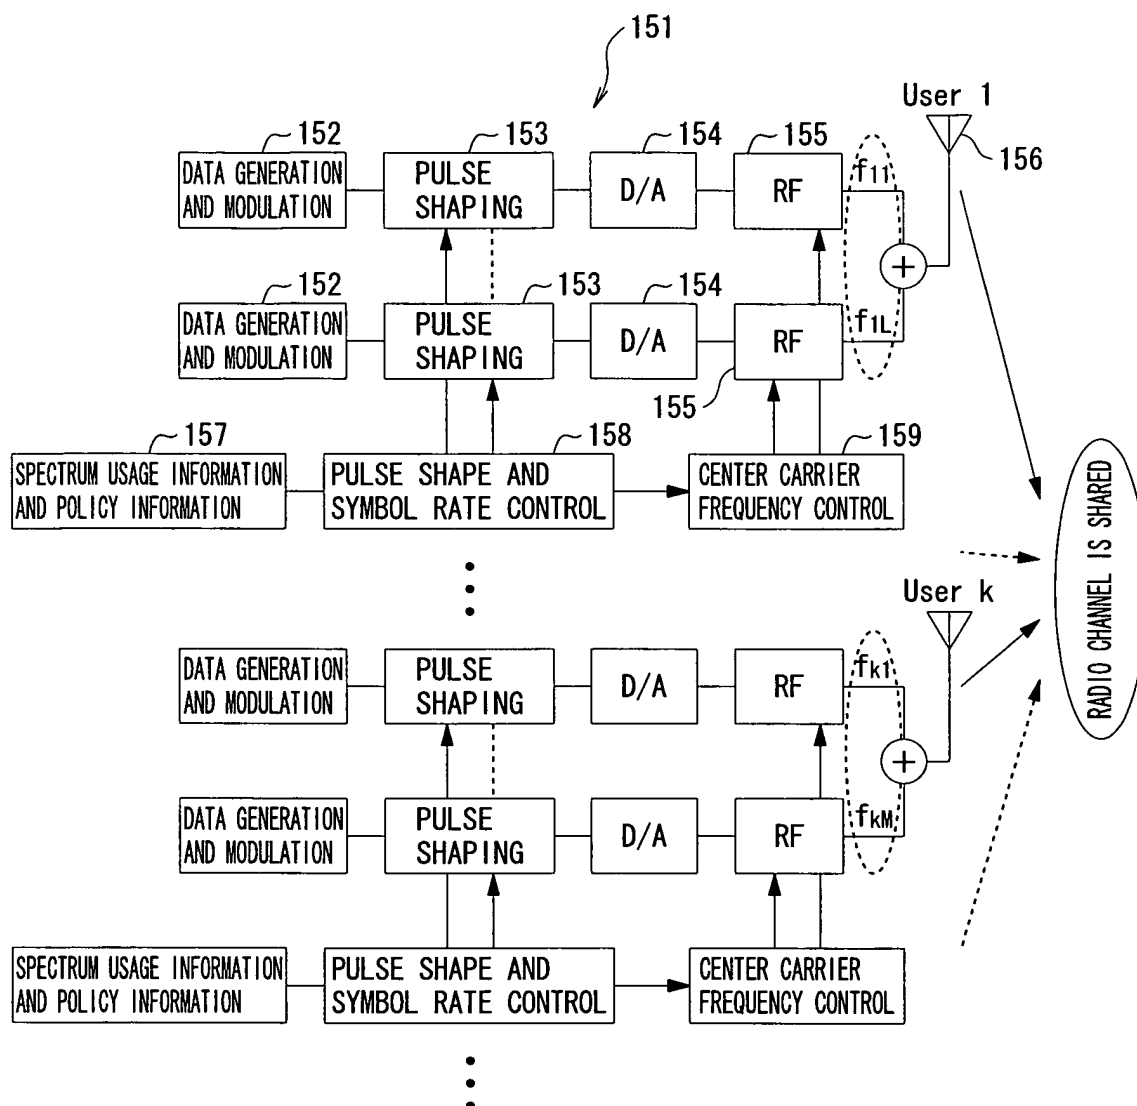 151
User 1
152
153
154
155
156
DATA GENERATION
AND MODULATION
PULSE
SHAPING
D/A
RF
f11
152
153
154
DATA GENERATION
AND MODULATION
PULSE
SHAPING
D/A
RF
f1L
155
157
158
159
SPECTRUM USAGE INFORMATION
AND POLICY INFORMATION
PULSE SHAPE AND
SYMBOL RATE CONTROL
CENTER CARRIER
FREQUENCY CONTROL
RADIO CHANNEL IS SHARED
User k
DATA GENERATION
AND MODULATION
PULSE
SHAPING
D/A
RF
fk1
DATA GENERATION
AND MODULATION
PULSE
SHAPING
D/A
RF
fkM
SPECTRUM USAGE INFORMATION
AND POLICY INFORMATION
PULSE SHAPE AND
SYMBOL RATE CONTROL
CENTER CARRIER
FREQUENCY CONTROL